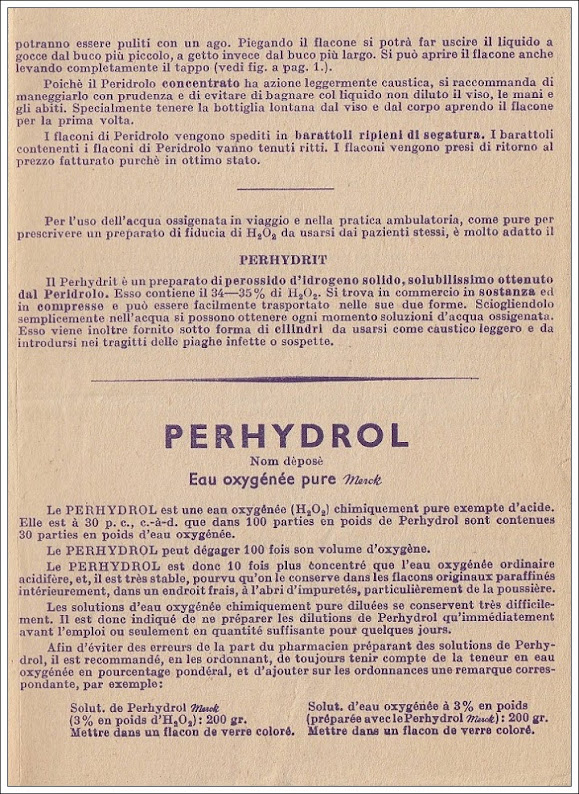 potranno essere puliti con un ago. Piegando il flacone si potrà far uscire il liquido a
gocce dal buco più piccolo, a getto invece dal buco più largo. Si può aprire il flacone anche
levando completamente il tappo (vedi fig. a pag. 1.).
Poichè il Peridrolo concentrato ha azione leggermente caustica, si raccomanda di
maneggiarlo con prudenza e di evitare di bagnare col liquido non diluto il viso, le mani e
gli abiti. Specialmente tenere la bottiglia lontana dal viso e dal corpo aprendo il flacone
per la prima volta.
I flaconi di Peridrolo vengono spediti in barattoli ripieni di segatura. I barattoli
contenenti i flaconi di Peridrolo vanno tenuti ritti. I flaconi vengono presi di ritorno al
prezzo fatturato purchè in ottimo stato.
Per l'uso dell'acqua ossigenata in viaggio e nella pratica ambulatoria, come pure per
prescrivere un preparato di fiducia di H₂O₂ da usarsi dai pazienti stessi, è molto adatto il
PERHYDRIT
Il Perhydrit è un preparato di perossido d'idrogeno solido, solubilissimo ottenuto
dal Peridrolo. Esso contiene il 34—35% di H₂O₂. Si trova in commercio in sostanza ed
in compresse e può essere facilmente trasportato nelle sue due forme. Sciogliendolo
semplicemente nell'acqua si possono ottenere ogni momento soluzioni d'acqua ossigenata.
Esso viene inoltre fornito sotto forma di cilindri da usarsi come caustico leggero e da
introdursi nei tragitti delle piaghe infette o sospette.
PERHYDROL
Nom dèposè
Eau oxygénée pure Merck
Le PERHYDROL est une eau oxygénée (H₂O₂) chimiquement pure exempte d'acide.
Elle est à 30 p. c., c.-à-d. que dans 100 parties en poids de Perhydrol sont contenues
30 parties en poids d'eau oxygénée.
Le PERHYDROL peut dégager 100 fois son volume d'oxygène.
Le PERHYDROL est donc 10 fois plus concentré que l'eau oxygénée ordinaire
acidifère, et, il est très stable, pourvu qu'on le conserve dans les flacons originaux paraffinés
intérieurement, dans un endroit frais, à l'abri d'impuretés, particulièrement de la poussière.
Les solutions d'eau oxygénée chimiquement pure diluées se conservent très difficile-
ment. Il est donc indiqué de ne préparer les dilutions de Perhydrol qu'immédiatement
avant l'emploi ou seulement en quantité suffisante pour quelques jours.
Afin d'éviter des erreurs de la part du pharmacien préparant des solutions de Perhy-
drol, il est recommandé, en les ordonnant, de toujours tenir compte de la teneur en eau
oxygénée en pourcentage pondéral, et d'ajouter sur les ordonnances une remarque corres-
pondante, par exemple:
Solut. de Perhydrol Merck
(3% en poids d'H₂O₂): 200 gr.
Mettre dans un flacon de verre coloré.
Solut. d'eau oxygénée à 3% en poids
(préparée avec le Perhydrol Merck): 200 gr.
Mettre dans un flacon de verre coloré.